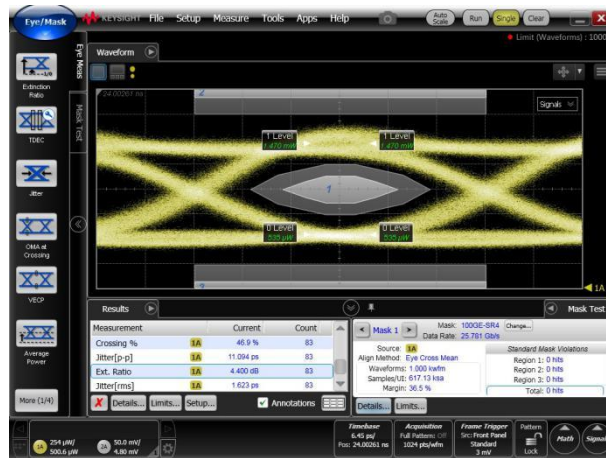 Eye/Mask
KEYSIGHT File Setup Measure Tools Apps Help
Auto Scale Run Single Clear
Limit (Waveforms) : 1000
Waveform
Eye Meas
Mask Test
Extinction Ratio
TDEC
Jitter
OMA at Crossing
VECP
Average Power
More (1/4)
24.00261 ns
2
Signals
1 Level
1.470 mW
1 Level
1.470 mW
1
0 Level
535 µW
0 Level
535 µW
1A
Results
Measurement Current Count
Crossing % 1A 46.9 % 83
Jitter[p-p] 1A 11.094 ps 83
Ext. Ratio 1A 4.400 dB 83
Jitter[rms] 1A 1.623 ps 83
Details... Limits... Setup... Annotations
Mask Test
Mask 1
Mask: 100GE-SR4 Change...
Data Rate: 25.781 Gb/s
Source: 1A
Align Method: Eye Cross Mean
Waveforms: 1.000 kwfm
Samples/UI: 617.13 ksa
Margin: 36.5 %
Standard Mask Violations
Region 1: 0 hits
Region 2: 0 hits
Region 3: 0 hits
Total: 0 hits
Details... Limits...
1A 254 µW/
500.6 µW
2A 50.0 mV/
4.80 mV
Timebase
6.45 ps/
Pos: 24.00261 ns
Acquisition
Full Pattern: Off
1024 pts/wfm
Frame Trigger
Src: Front Panel
Standard
3 mV
Pattern
Lock
Math
Signals